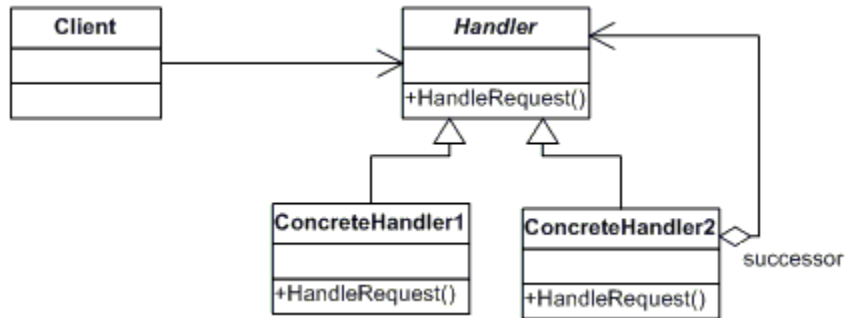 Client
Handler
+HandleRequest()
ConcreteHandler1
+HandleRequest()
ConcreteHandler2
+HandleRequest()
successor